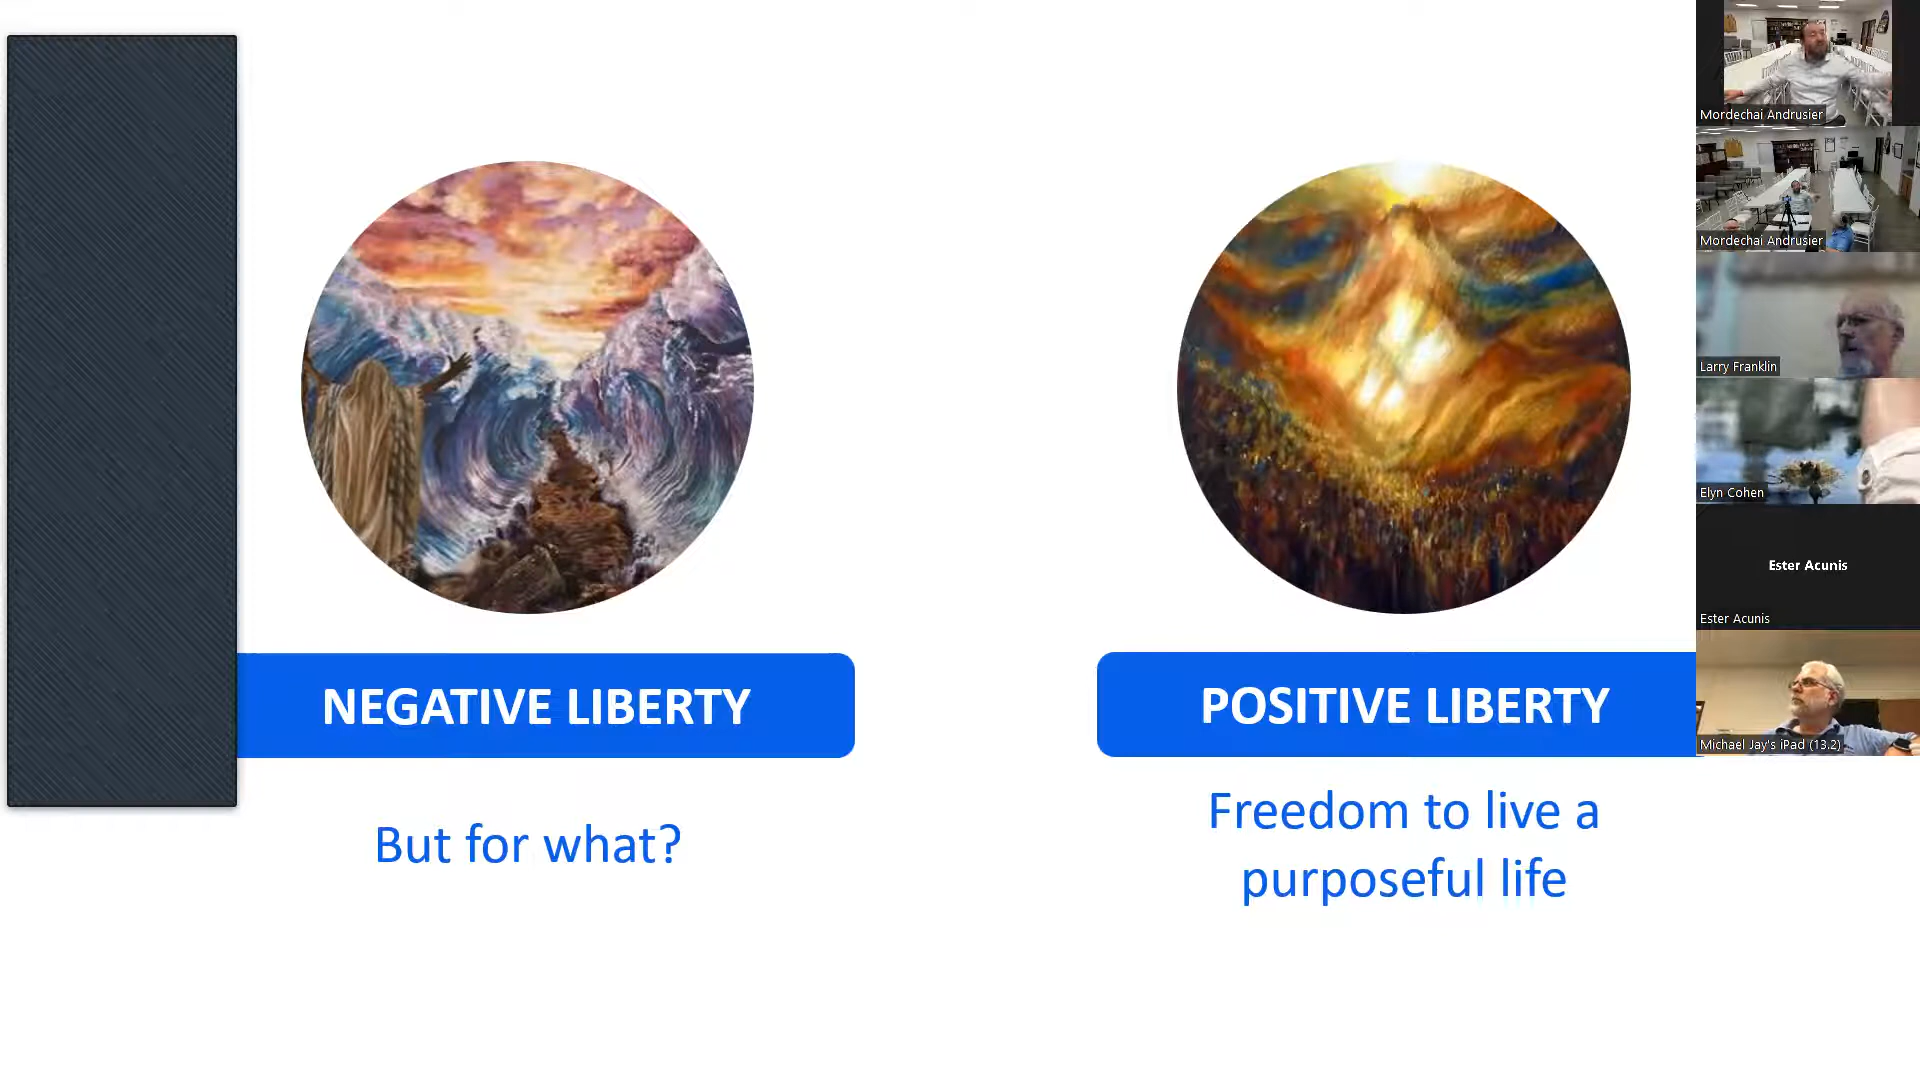 NEGATIVE LIBERTY
But for what?
POSITIVE LIBERTY
Freedom to live a
purposeful life
Mordechai Andrusier
Mordechai Andrusier
Larry Franklin
Elyn Cohen
Ester Acunis
Ester Acunis
Michael Jay's iPad (13.2)